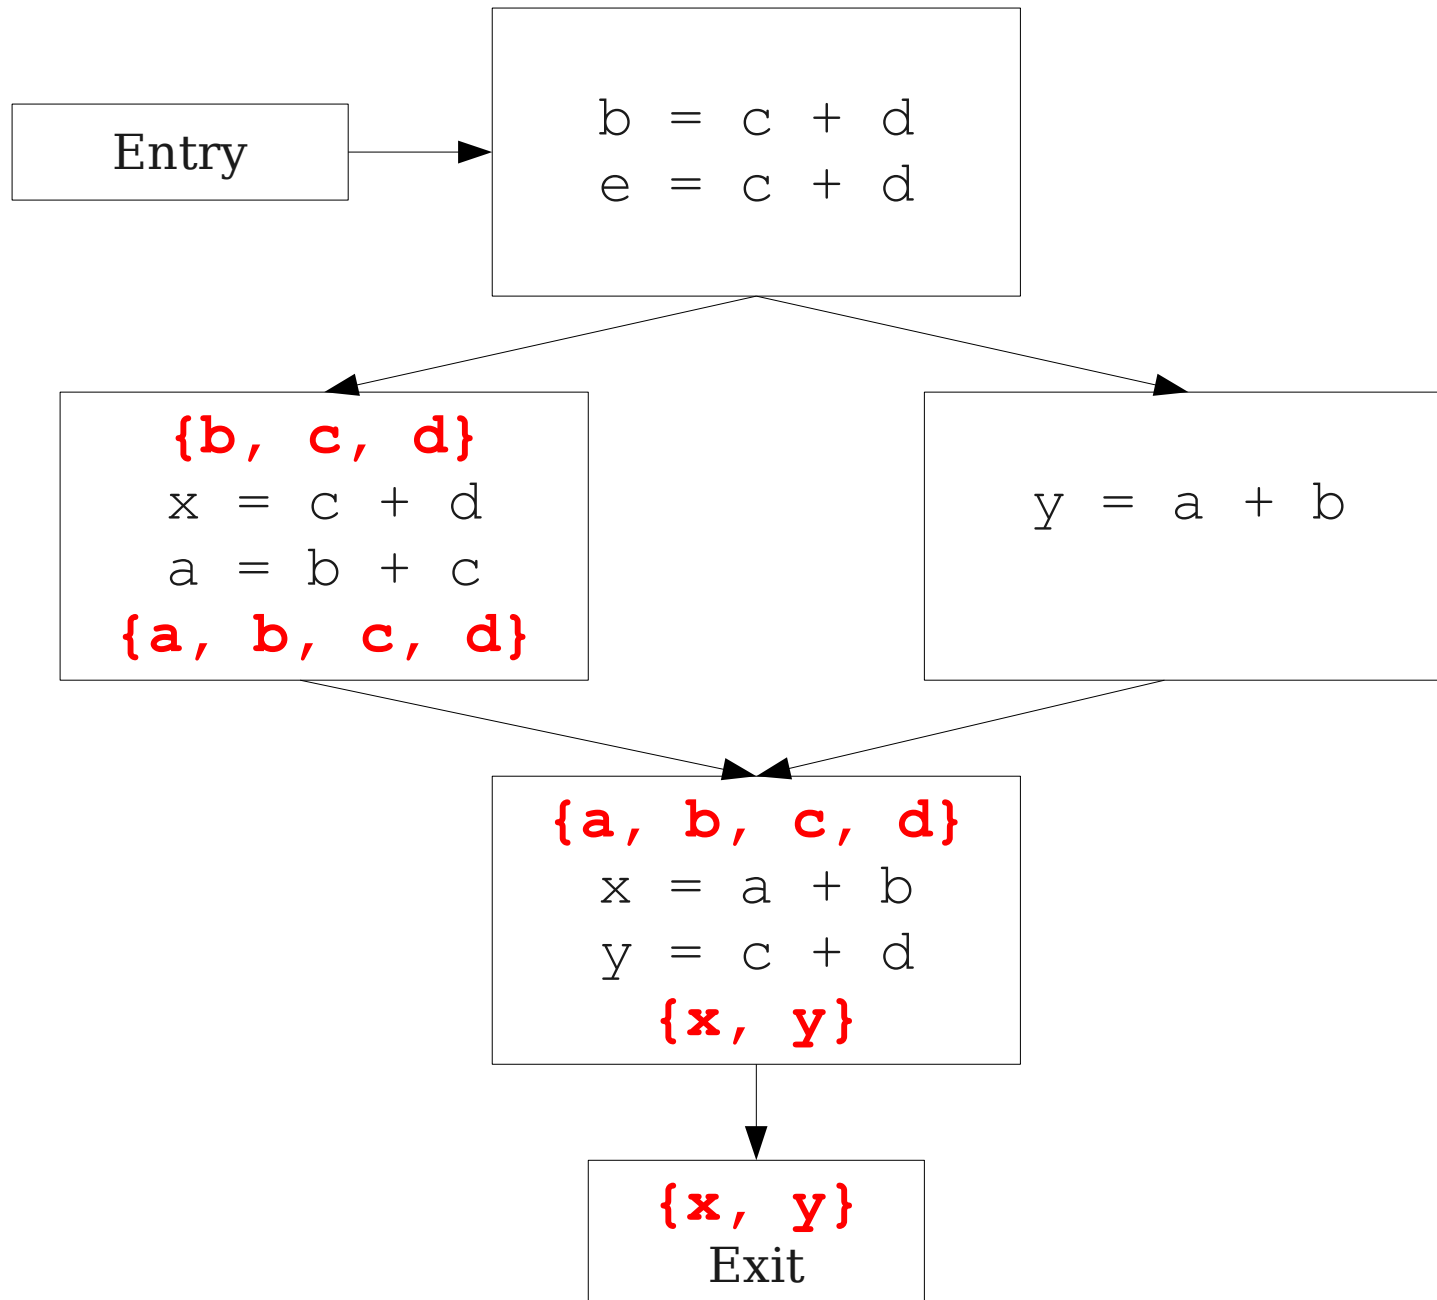 Entry
b = c + d
e = c + d
{b, c, d}
x = c + d
a = b + c
{a, b, c, d}
y = a + b
{a, b, c, d}
x = a + b
y = c + d
{x, y}
{x, y}
Exit